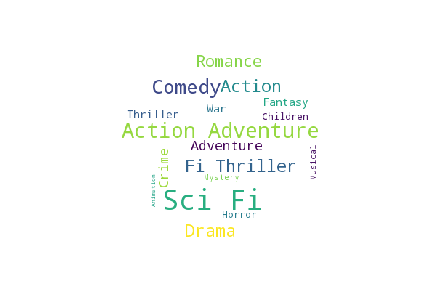 Romance
Comedy
Action
Fantasy
War
Thriller
Children
Action Adventure
Adventure
Crime
Fi Thriller
Musical
Mystery
Animation
Sci Fi
Horror
Drama